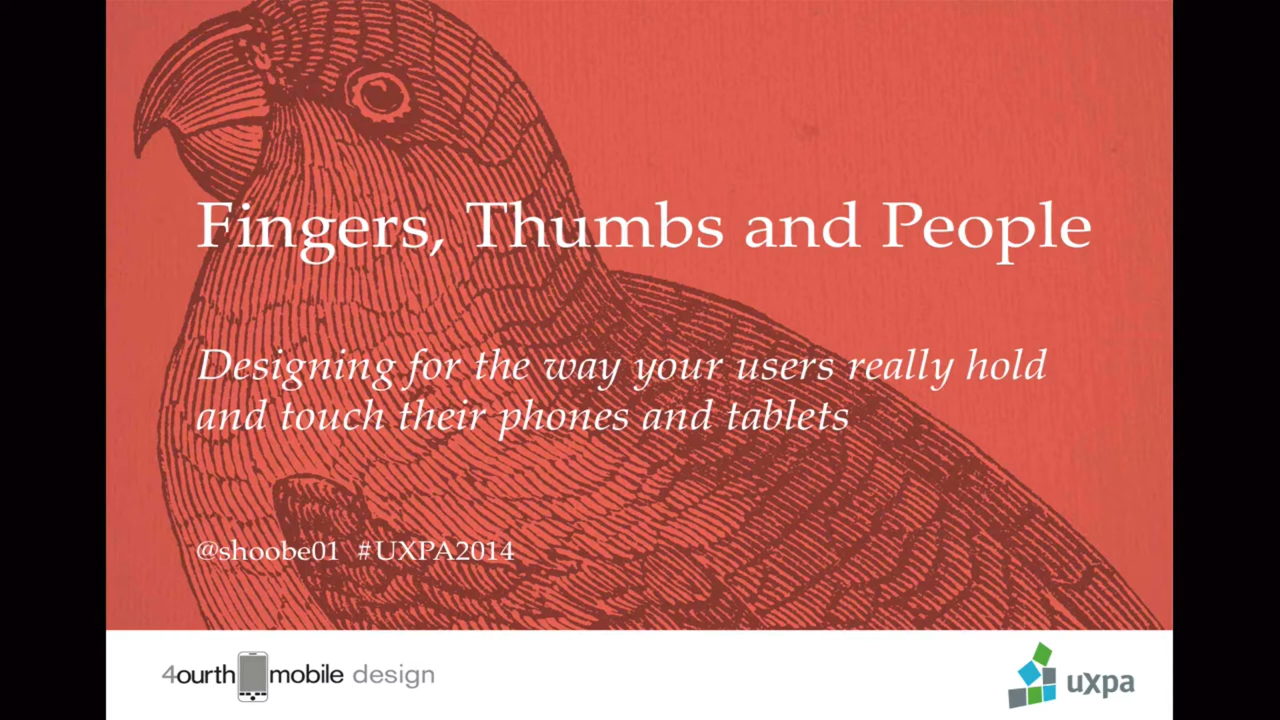 Fingers, Thumbs and People
Designing for the way your users really hold
and touch their phones and tablets
@shoobe01 #UXPA2014
4ourth mobile design
uxpa